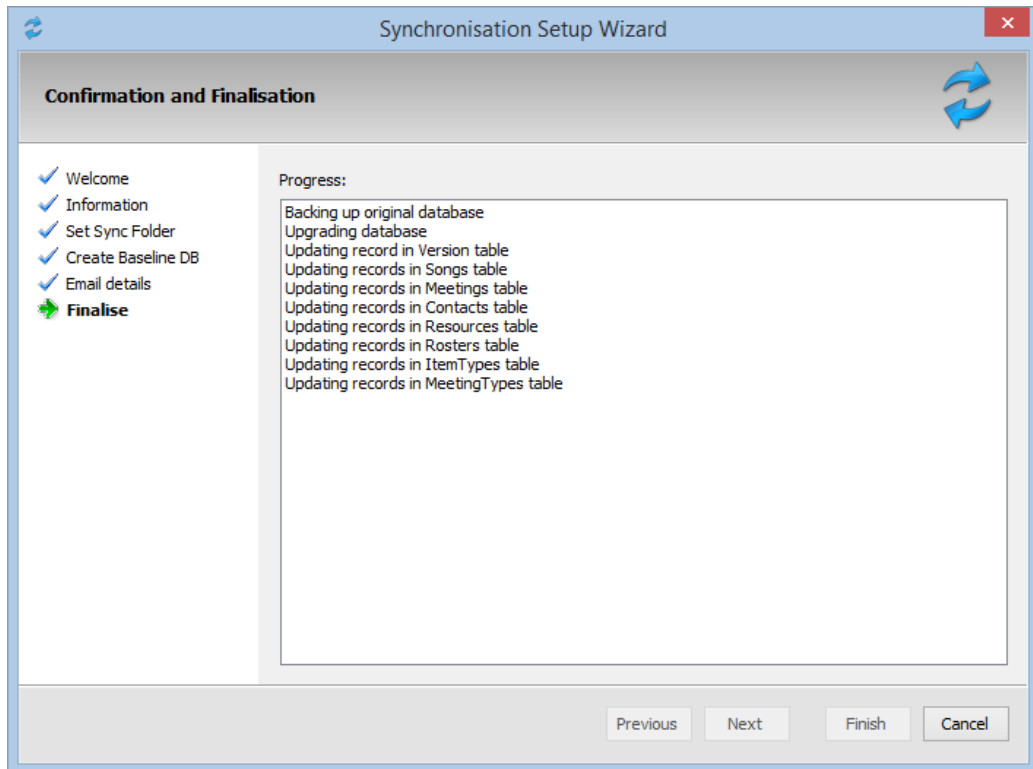 Synchronisation Setup Wizard
Confirmation and Finalisation
Welcome
Information
Set Sync Folder
Create Baseline DB
Email details
Finalise
Progress:
Backing up original database
Upgrading database
Updating record in Version table
Updating records in Songs table
Updating records in Meetings table
Updating records in Contacts table
Updating records in Resources table
Updating records in Rosters table
Updating records in ItemTypes table
Updating records in MeetingTypes table
Previous Next Finish Cancel